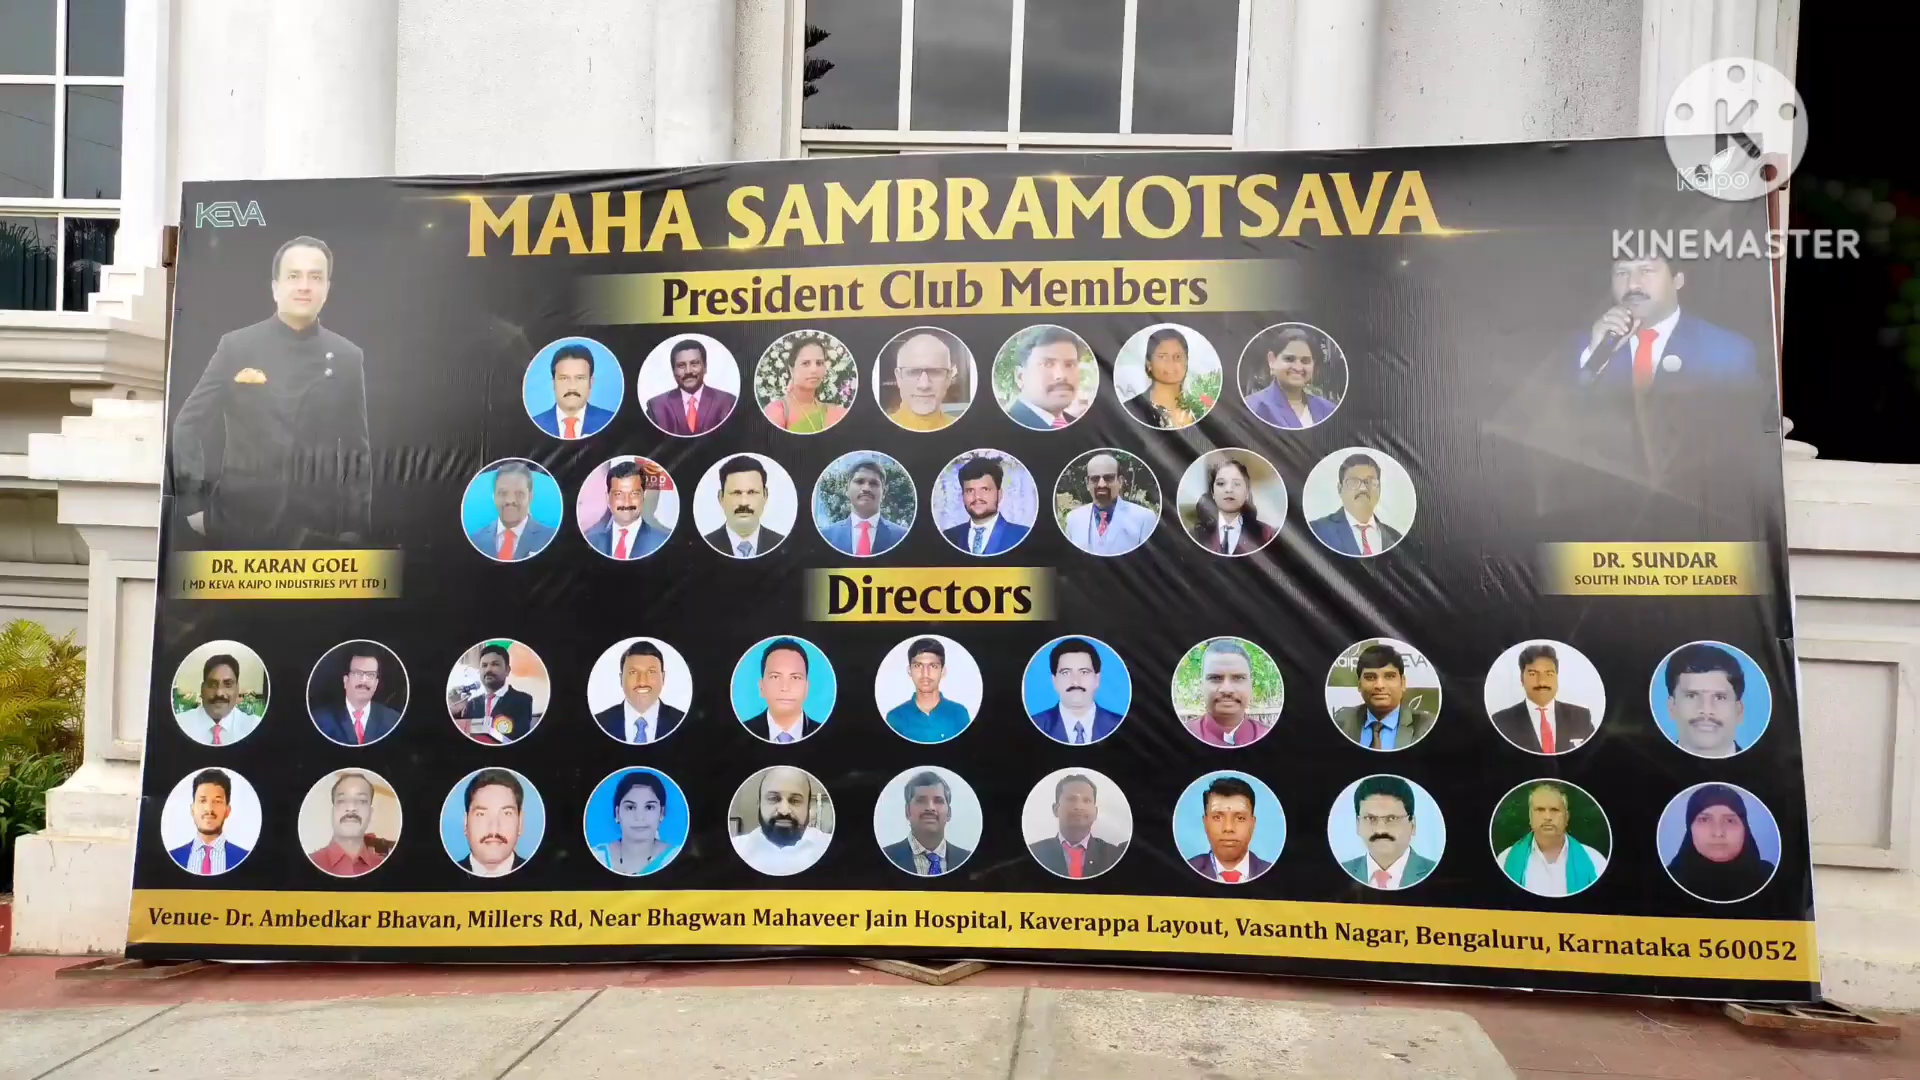 KEVA
Kaipo
KINEMASTER
MAHA SAMBRAMOTSAVA
President Club Members
DR. KARAN GOEL
( MD KEVA KAIPO INDUSTRIES PVT LTD )
DR. SUNDAR
SOUTH INDIA TOP LEADER
Directors
Venue- Dr. Ambedkar Bhavan, Millers Rd, Near Bhagwan Mahaveer Jain Hospital, Kaverappa Layout, Vasanth Nagar, Bengaluru, Karnataka 560052